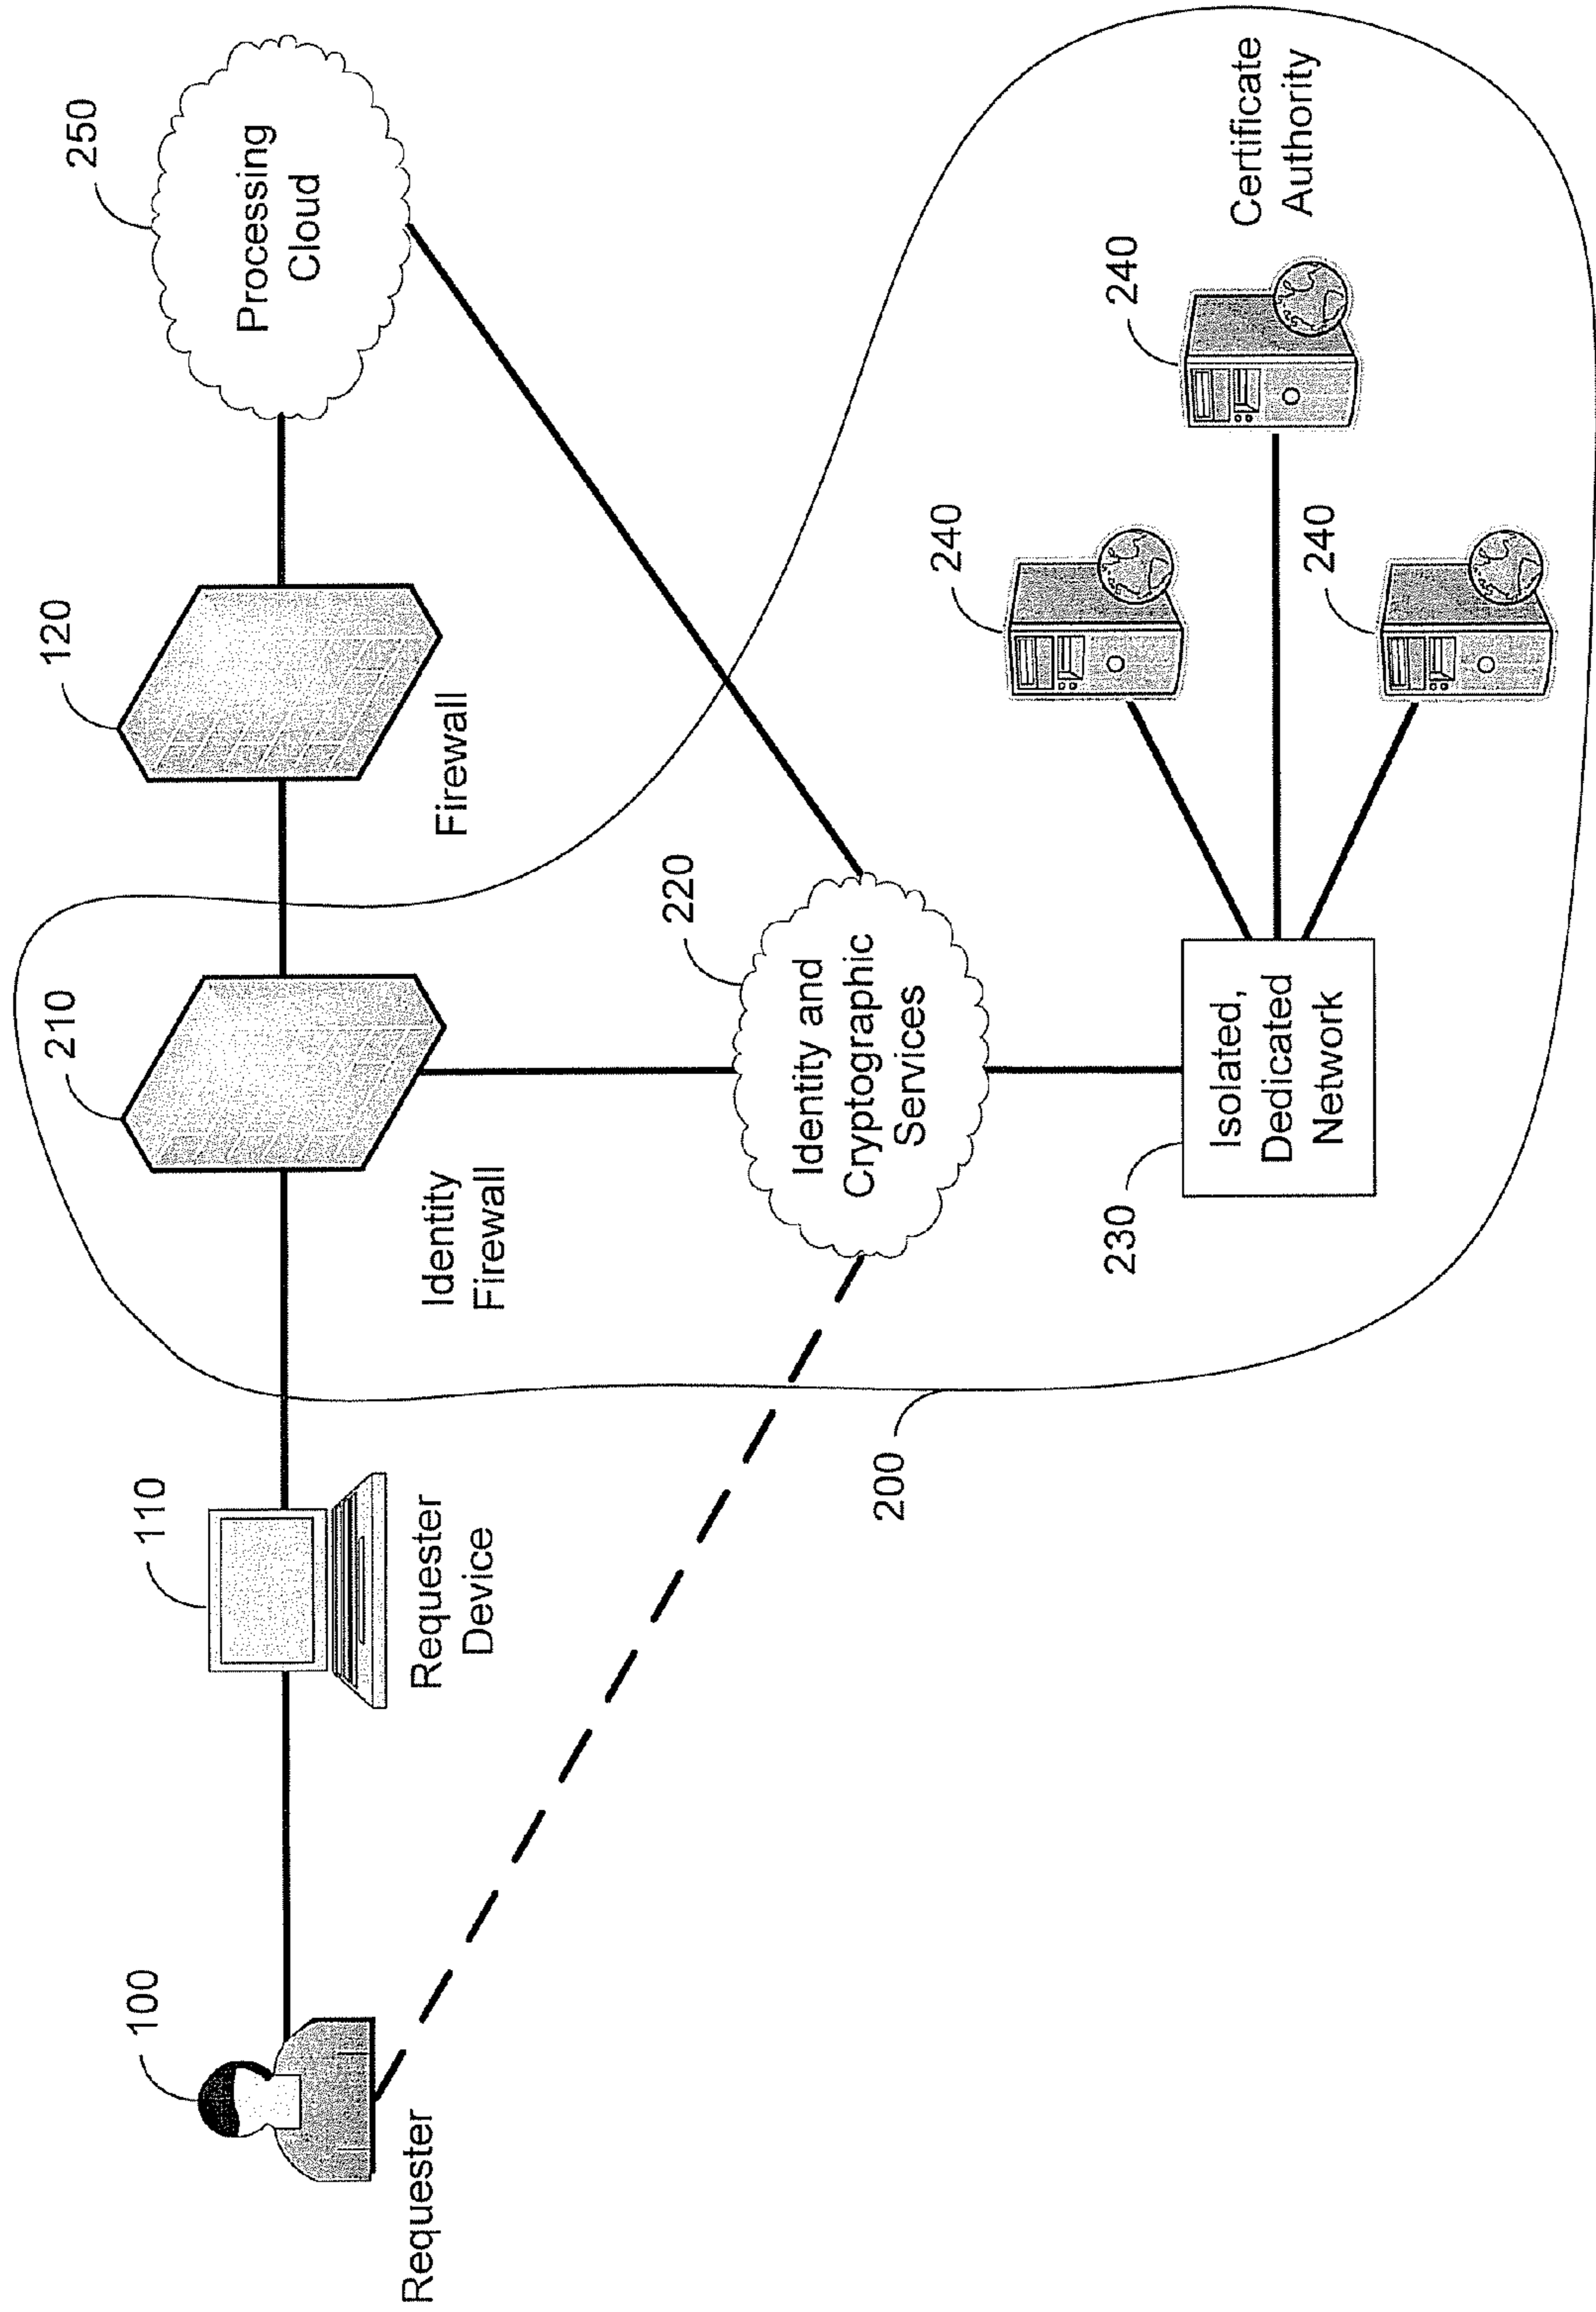 100
Requester
110
Requester
Device
210
Identity
Firewall
120
Firewall
250
Processing
Cloud
200
220
Identity and
Cryptographic
Services
230
Isolated,
Dedicated
Network
240
240
240
Certificate
Authority